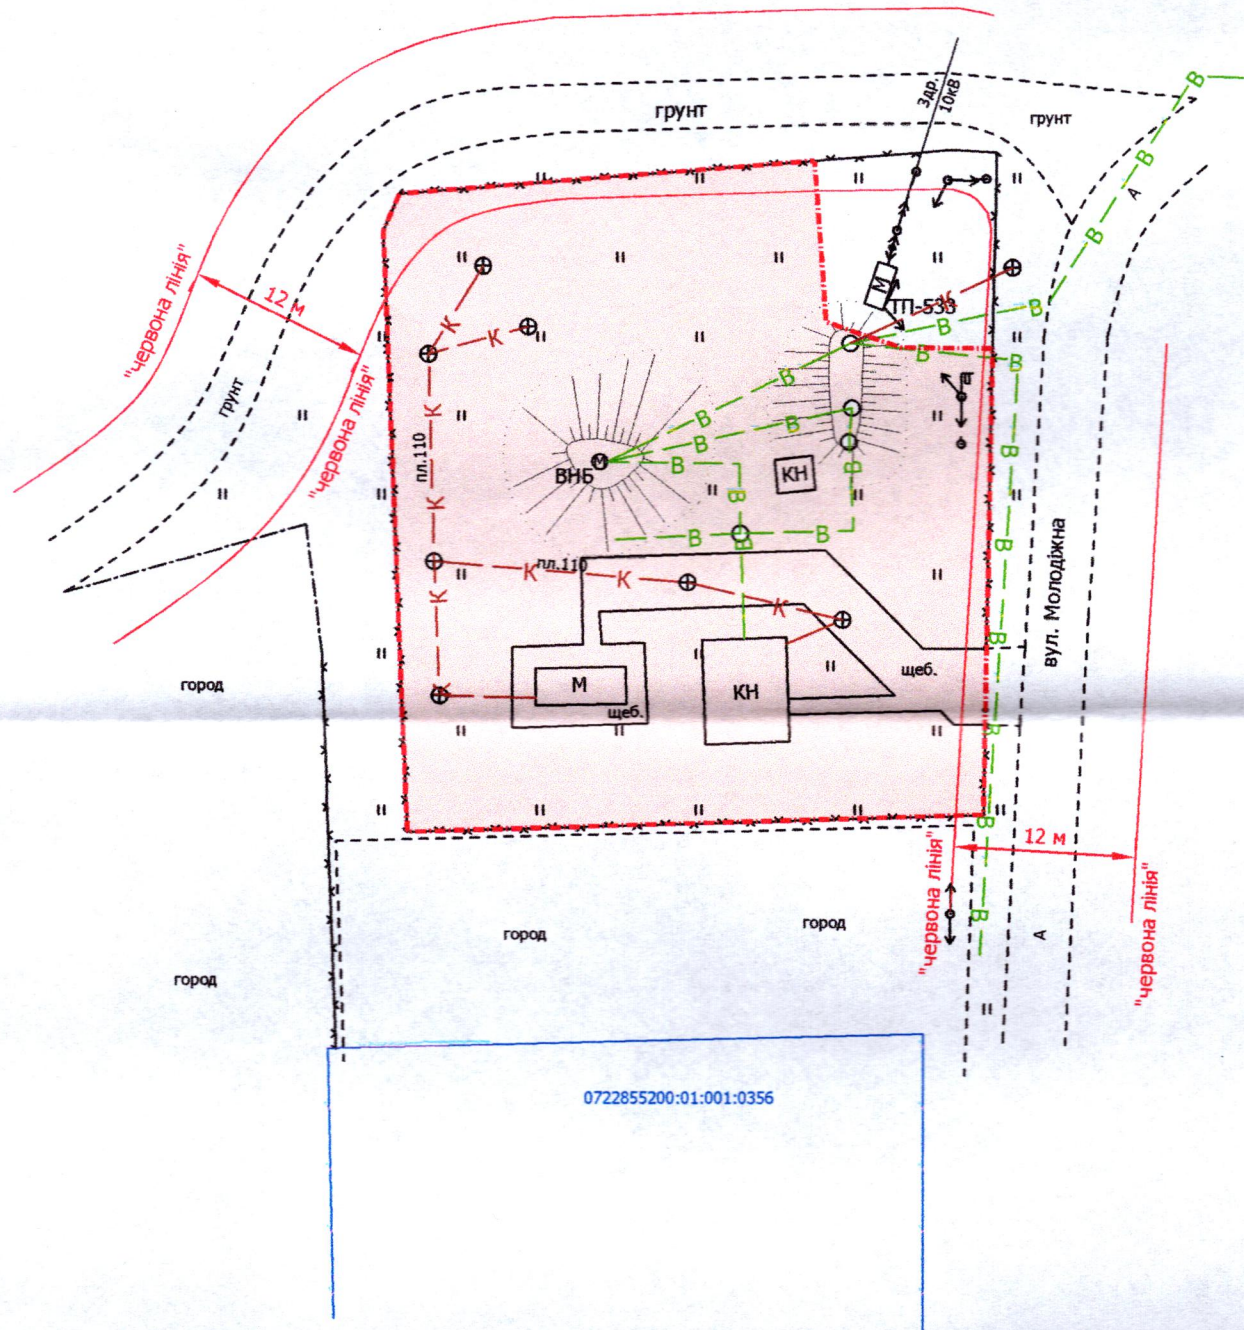 3др.
10кВ
В
грунт
грунт
В
А
В
"червона лінія"
12 м
М
К
В
ТП-533
К
К
В
В
грунт
"червона лінія"
К
В
В
пл.110
В
В
М
ВНБ
КН
К
В
В
В
В
В
пл.110
К
К
К
К
вул. Молодіжна
В
щеб.
город
М
КН
К
щеб.
В
В
12 м
"червона лінія"
"червона лінія"
город
город
В
А
город
0722855200:01:001:0356